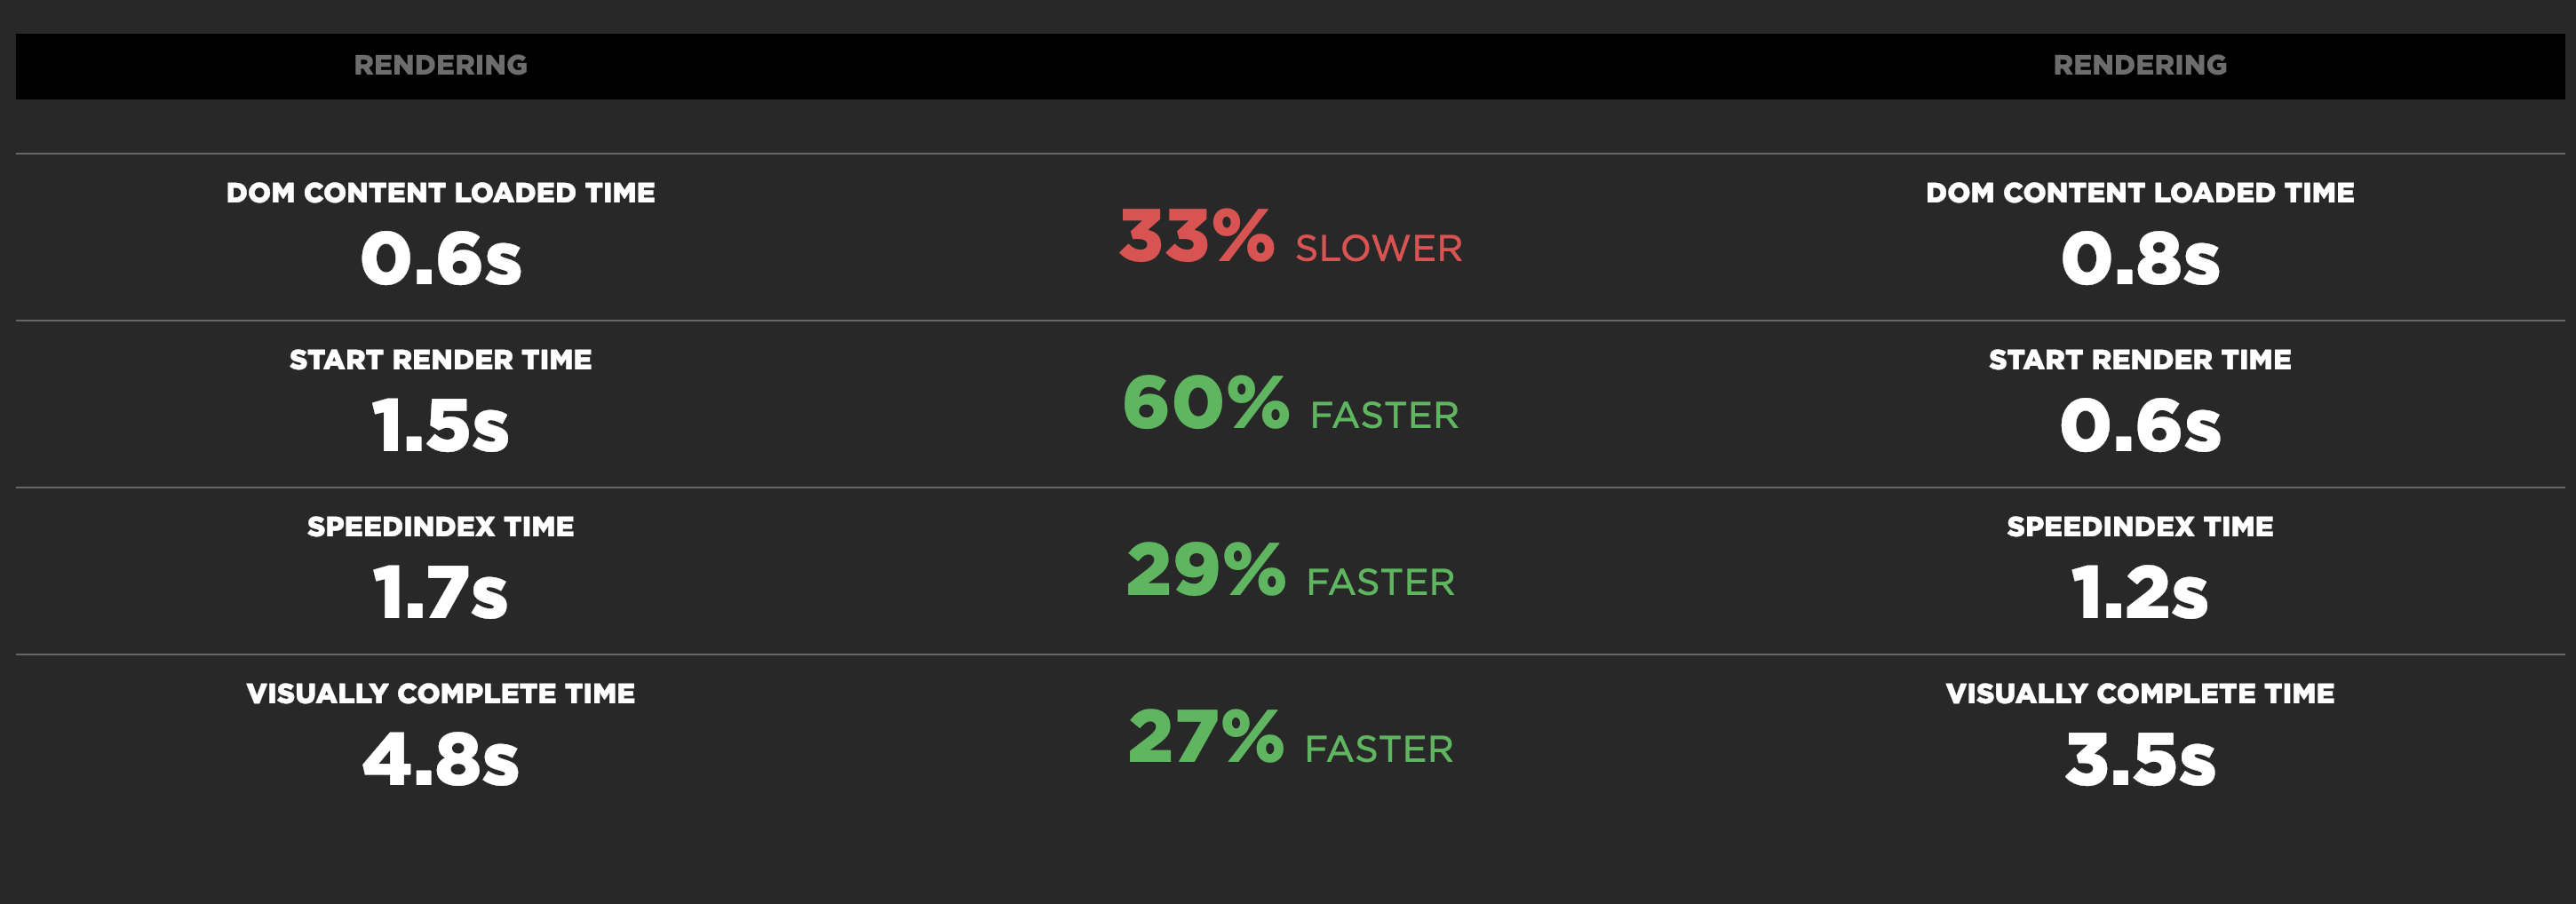 RENDERING RENDERING
DOM CONTENT LOADED TIME DOM CONTENT LOADED TIME
0.6s 33% SLOWER 0.8s
START RENDER TIME START RENDER TIME
1.5s 60% FASTER 0.6s
SPEEDINDEX TIME SPEEDINDEX TIME
1.7s 29% FASTER 1.2s
VISUALLY COMPLETE TIME VISUALLY COMPLETE TIME
4.8s 27% FASTER 3.5s